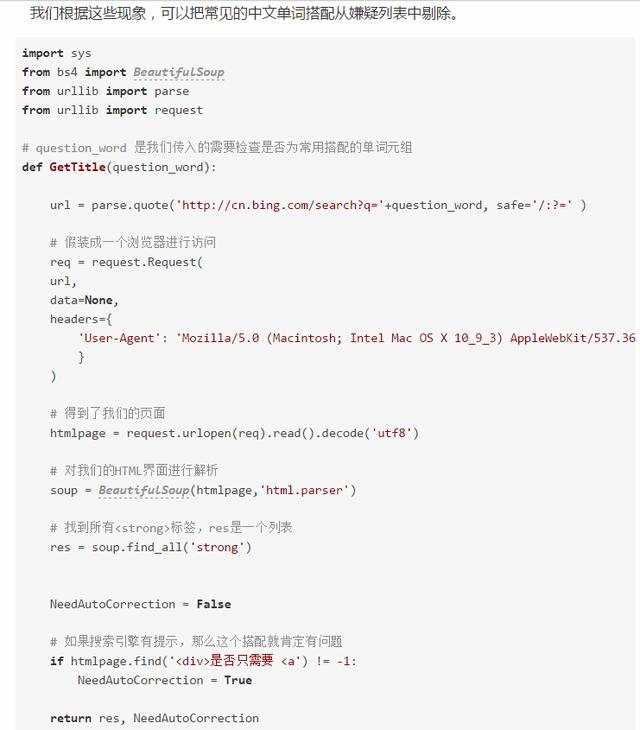 我们根据这些现象，可以把常见的中文单词搭配从嫌疑列表中剔除。
import sys
from bs4 import BeautifulSoup
from urllib import parse
from urllib import request
# question_word 是我们传入的需要检查是否为常用搭配的单词元组
def GetTitle(question_word):
url = parse.quote('http://cn.bing.com/search?q='+question_word, safe='/:?=' )
# 假装成一个浏览器进行访问
req = request.Request(
url,
data=None,
headers={
'User-Agent': 'Mozilla/5.0 (Macintosh; Intel Mac OS X 10_9_3) AppleWebKit/537.36
}
)
# 得到了我们的页面
htmlpage = request.urlopen(req).read().decode('utf8')
# 对我们的HTML界面进行解析
soup = BeautifulSoup(htmlpage,'html.parser')
# 找到所有<strong>标签，res是一个列表
res = soup.find_all('strong')
NeedAutoCorrection = False
# 如果搜索引擎有提示，那么这个搭配就肯定有问题
if htmlpage.find('<div>是否只需要 <a') != -1:
NeedAutoCorrection = True
return res, NeedAutoCorrection